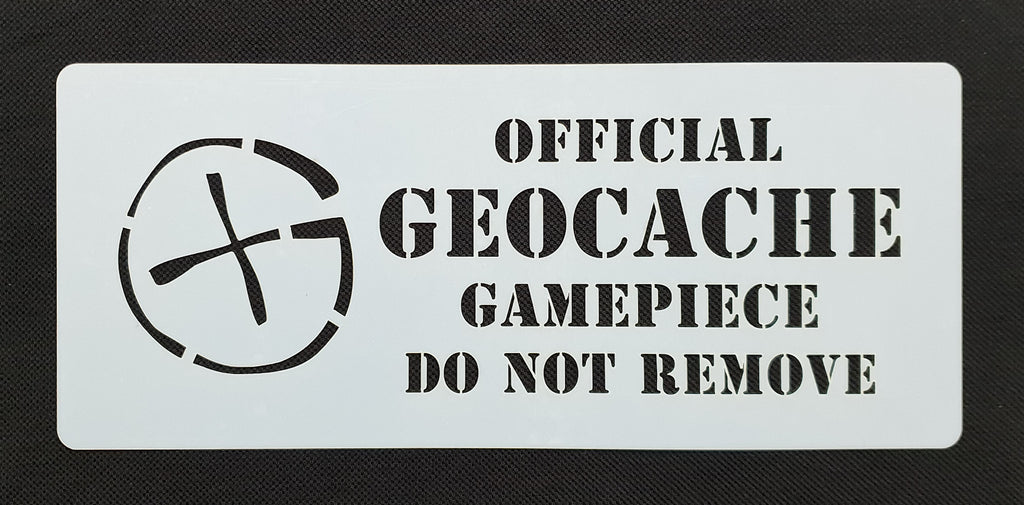 OFFICIAL
GEOCACHE
GAMEPIECE
DO NOT REMOVE